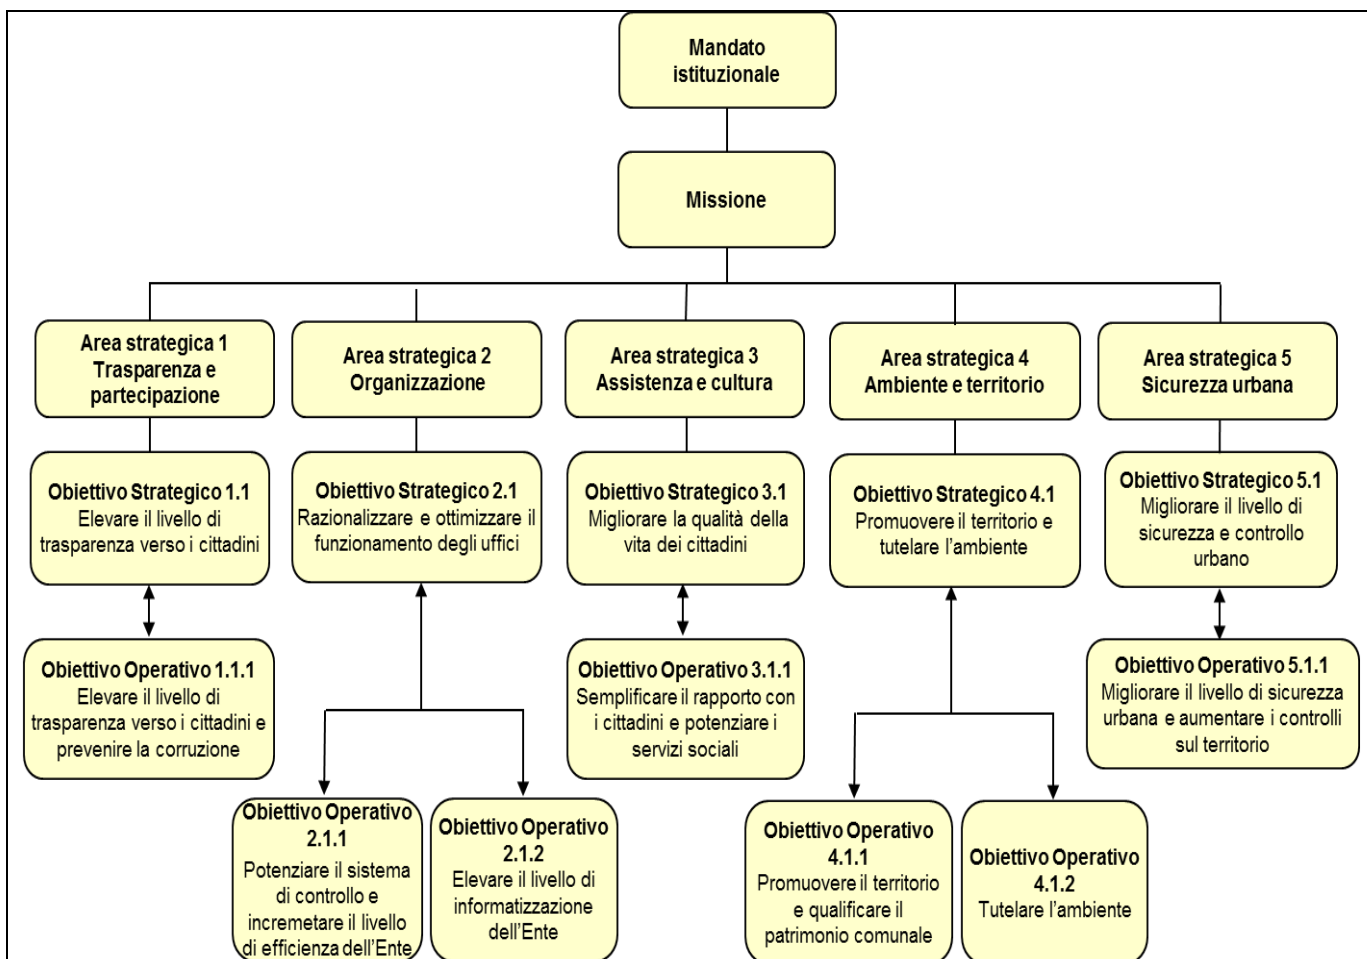 Mandato
istituzionale
Missione
Area strategica 1
Trasparenza e
partecipazione
Area strategica 2
Organizzazione
Area strategica 3
Assistenza e cultura
Area strategica 4
Ambiente e territorio
Area strategica 5
Sicurezza urbana
Obiettivo Strategico 1.1
Elevare il livello di
trasparenza verso i cittadini
Obiettivo Strategico 2.1
Razionalizzare e ottimizzare il
funzionamento degli uffici
Obiettivo Strategico 3.1
Migliorare la qualità della
vita dei cittadini
Obiettivo Strategico 4.1
Promuovere il territorio e
tutelare l’ambiente
Obiettivo Strategico 5.1
Migliorare il livello di
sicurezza e controllo
urbano
Obiettivo Operativo 1.1.1
Elevare il livello di
trasparenza verso i cittadini e
prevenire la corruzione
Obiettivo Operativo 3.1.1
Semplificare il rapporto con
i cittadini e potenziare i
servizi sociali
Obiettivo Operativo 5.1.1
Migliorare il livello di sicurezza
urbana e aumentare i controlli
sul territorio
Obiettivo Operativo
2.1.1
Potenziare il sistema
di controllo e
incremetare il livello
di efficienza dell’Ente
Obiettivo Operativo
2.1.2
Elevare il livello di
informatizzazione
dell’Ente
Obiettivo Operativo
4.1.1
Promuovere il territorio
e qualificare il
patrimonio comunale
Obiettivo Operativo
4.1.2
Tutelare l’ambiente